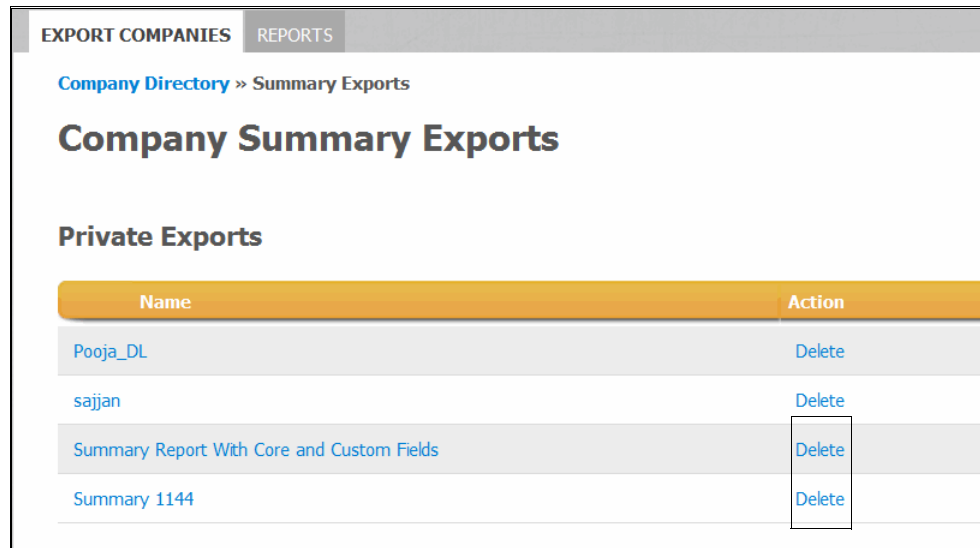 EXPORT COMPANIES REPORTS
Company Directory » Summary Exports
Company Summary Exports
Private Exports
Name Action
Pooja_DL Delete
sajjan Delete
Summary Report With Core and Custom Fields Delete
Summary 1144 Delete